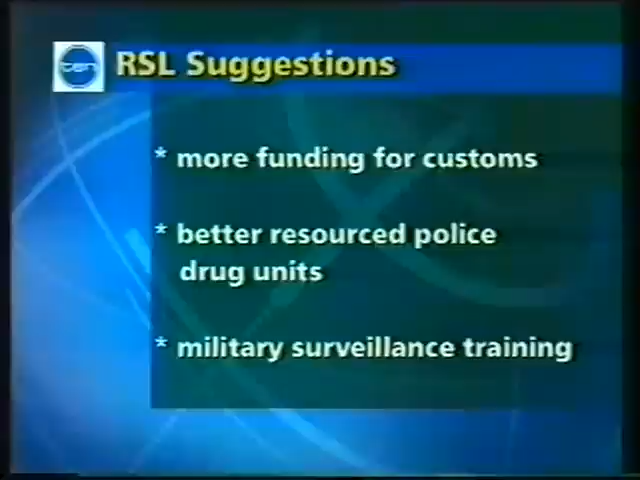 ten
RSL Suggestions
* more funding for customs
* better resourced police
drug units
* military surveillance training